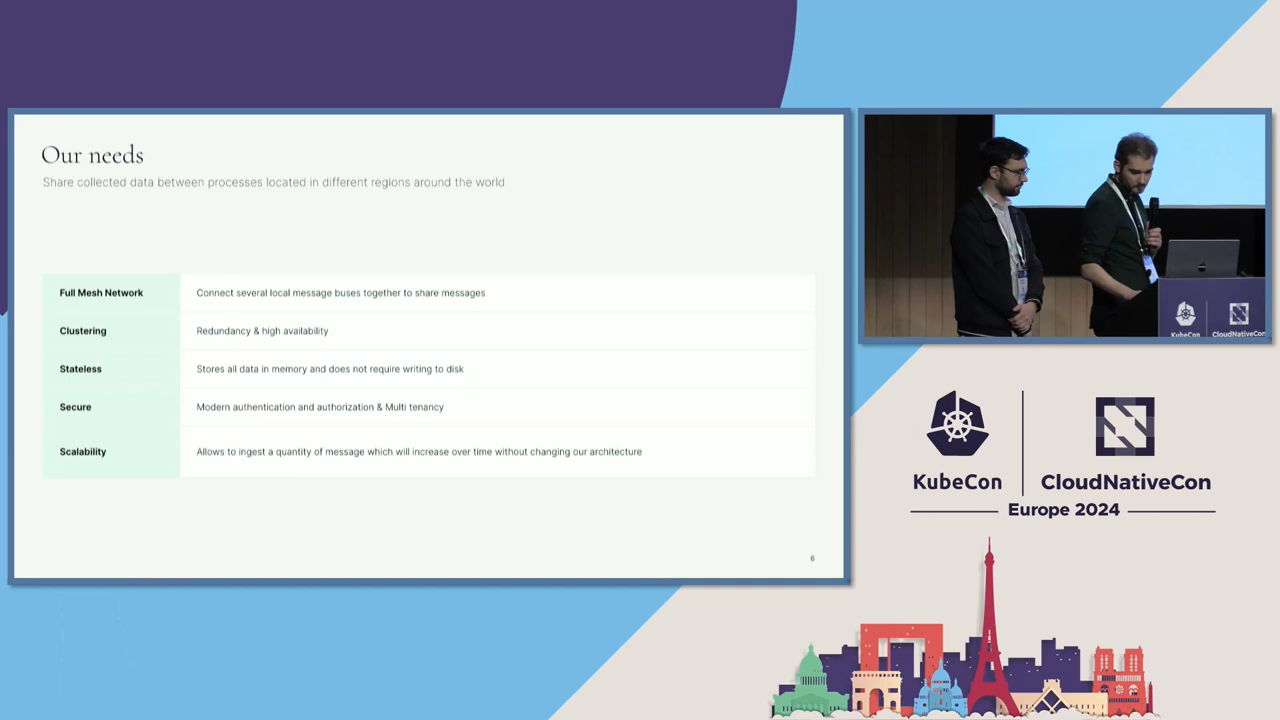 Our needs
Share collected data between processes located in different regions around the world
Full Mesh Network Connect several local message buses together to share messages
Clustering Redundancy & high availability
Stateless Stores all data in memory and does not require writing to disk
Secure Modern authentication and authorization & Multi tenancy
Scalability Allows to ingest a quantity of message which will increase over time without changing our architecture
6
KubeCon CloudNativeCon
KubeCon CloudNativeCon
Europe 2024